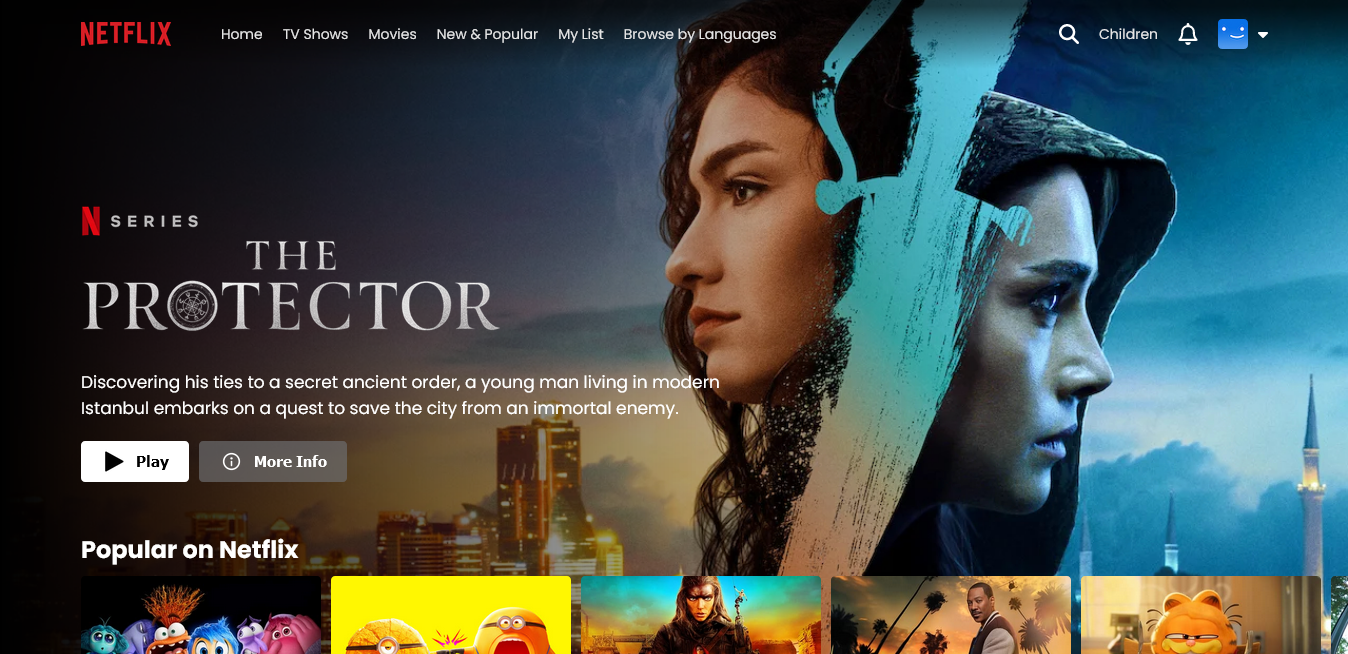 NETFLIX
Home TV Shows Movies New & Popular My List Browse by Languages
Children
N SERIES
THE
PROTECTOR
Discovering his ties to a secret ancient order, a young man living in modern
Istanbul embarks on a quest to save the city from an immortal enemy.
Play More Info
Popular on Netflix